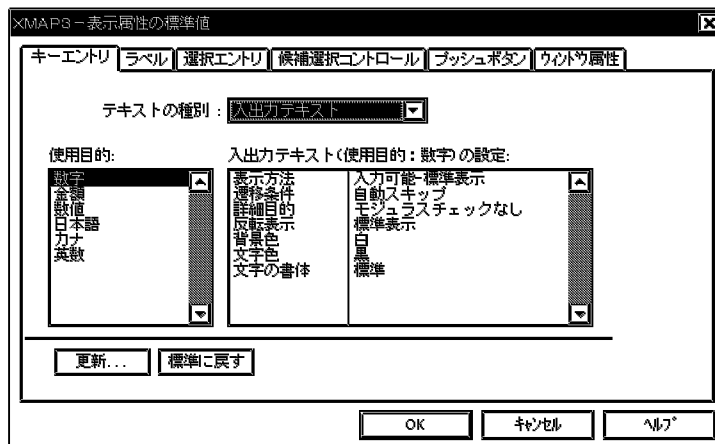 XMAP3－表示属性の標準値
キーエントリ ラベル 選択エントリ 候補選択コントロール プッシュボタン ウィンドウ属性
テキストの種別：入出力テキスト
使用目的:
数字
金額
数値
日本語
カナ
英数
入出力テキスト(使用目的：数字)の設定:
表示方法 入力可能-標準表示
遷移条件 自動スキップ
詳細目的 モジュラスチェックなし
反転表示 標準表示
背景色 白
文字色 黒
文字の書体 標準
更新... 標準に戻す
OK ｷｬﾝｾﾙ ﾍﾙﾌﾟ